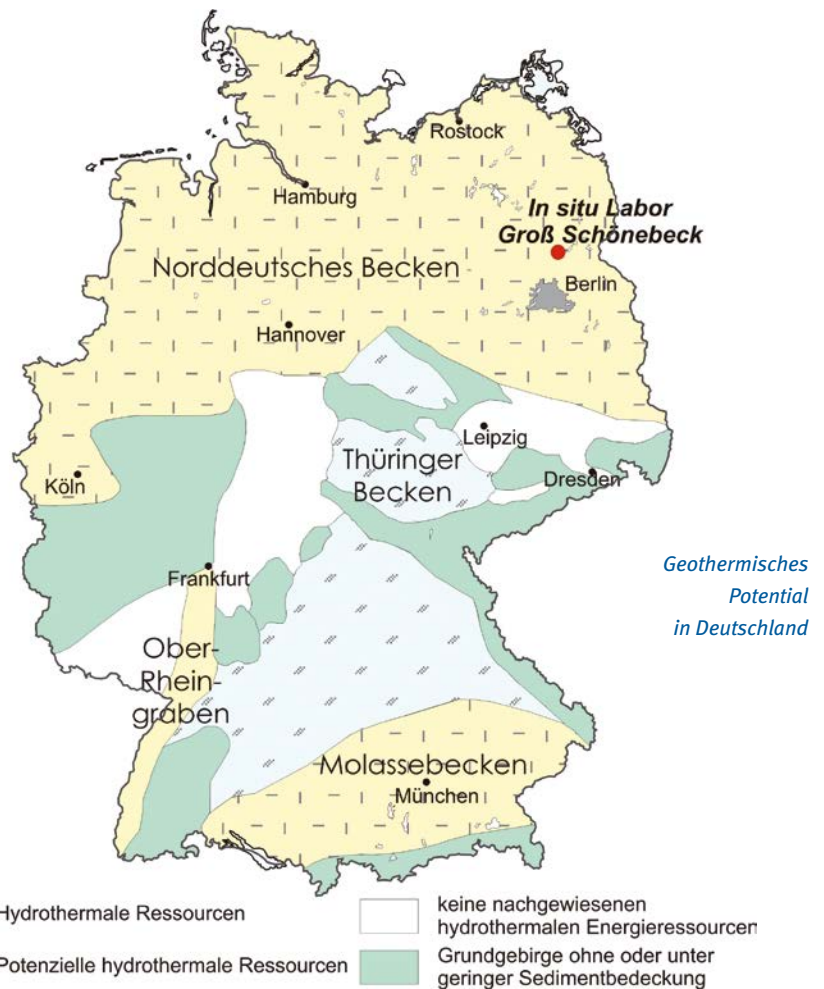 Rostock
Hamburg
In situ Labor
Groß Schönebeck
Norddeutsches Becken
Berlin
Hannover
Leipzig
Thüringer
Becken
Köln
Dresden
Geothermisches
Potential
in Deutschland
Frankfurt
Ober-
Rhein-
graben
Molassebecken
München
Hydrothermale Ressourcen
keine nachgewiesenen
hydrothermalen Energieressourcen
Potenzielle hydrothermale Ressourcen
Grundgebirge ohne oder unter
geringer Sedimentbedeckung